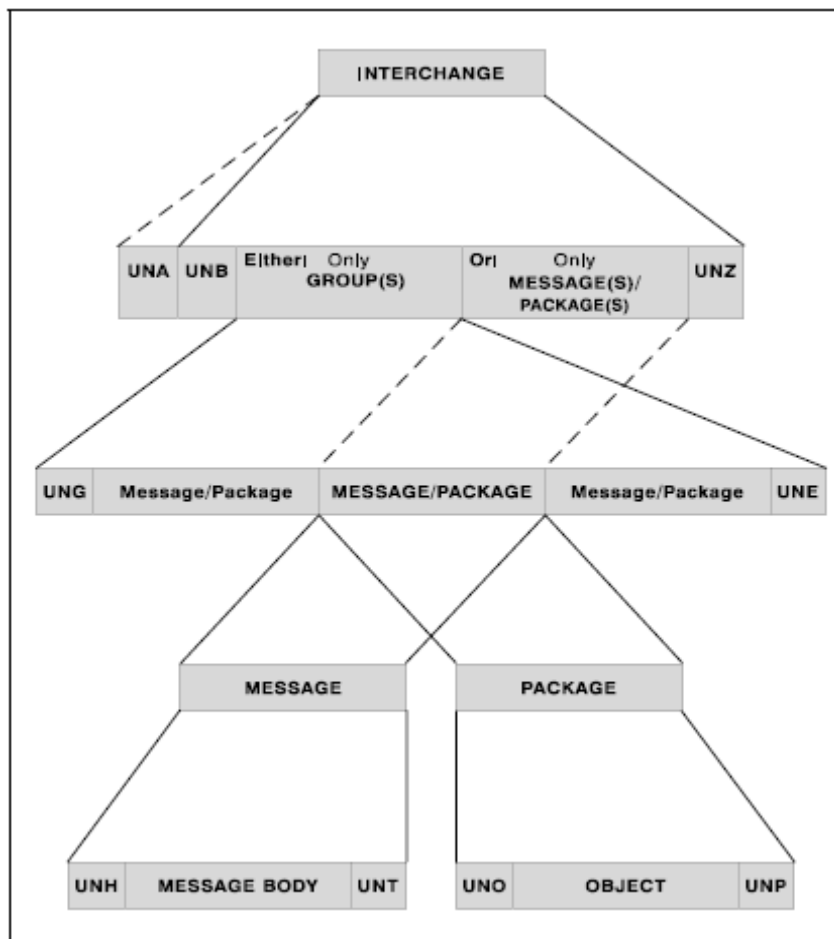 INTERCHANGE
UNA UNB Either Only GROUP(S) Or Only MESSAGE(S)/ PACKAGE(S) UNZ
UNG Message/Package MESSAGE/PACKAGE Message/Package UNE
MESSAGE PACKAGE
UNH MESSAGE BODY UNT UNO OBJECT UNP